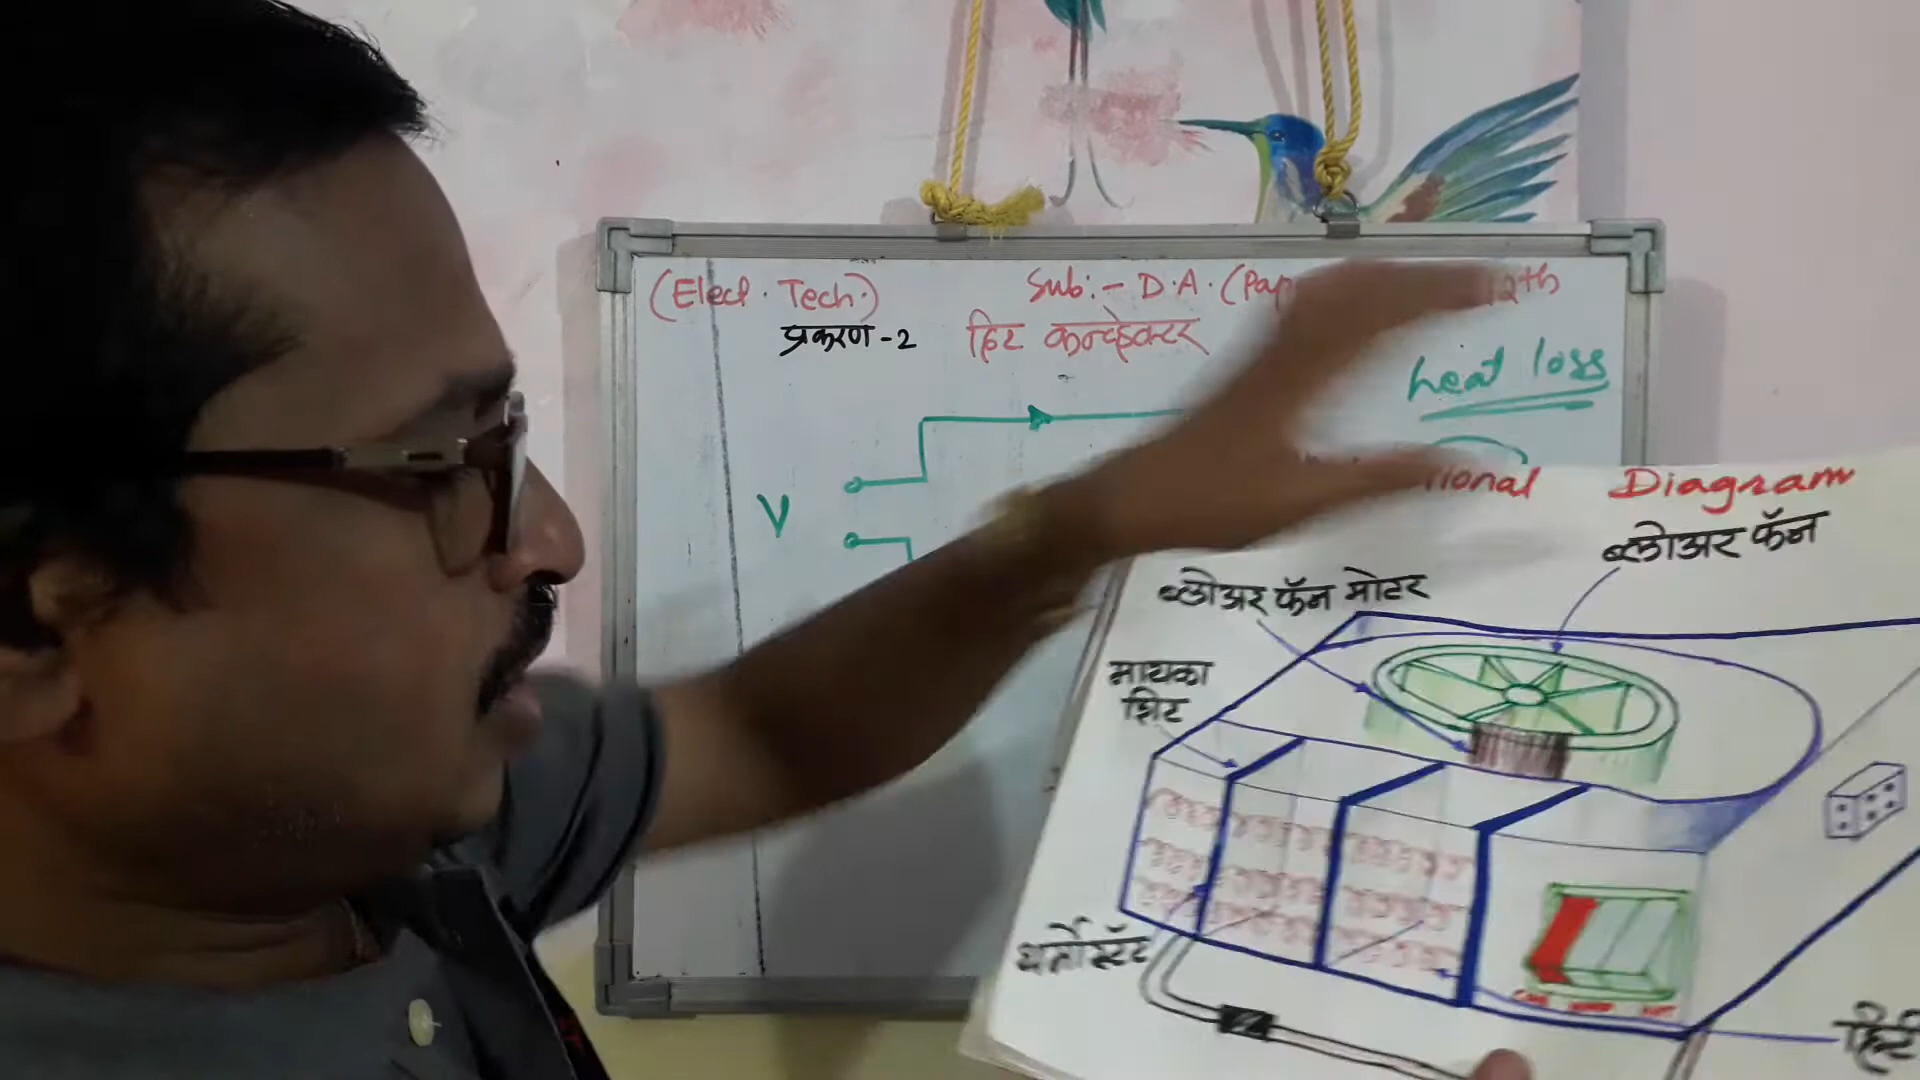 (Elect. Tech.) Sub:- D.A. (Pap 12th
प्रकरण-2 हिट कन्व्हेक्टर
heat loss
V
tional Diagram
ब्लोअर फॅन
ब्लोअर फॅन मोटर
मायका
शिट
थर्मोस्टॅट